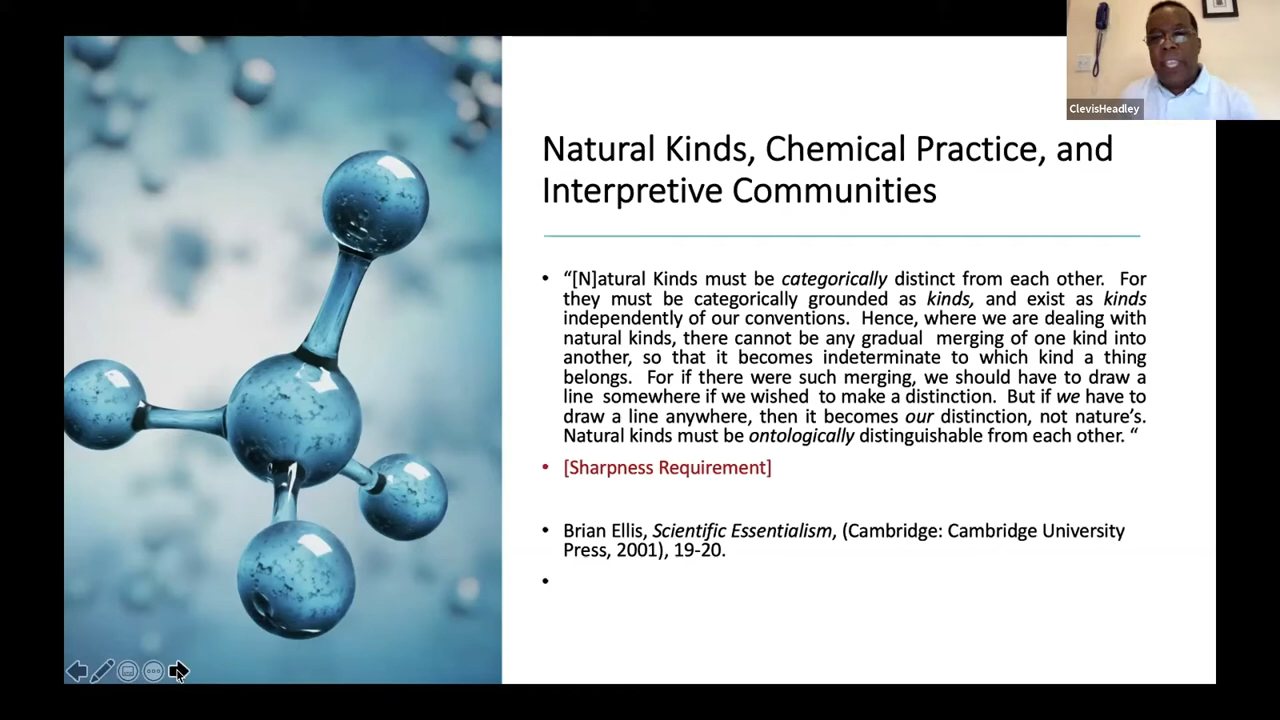 ClevisHeadley
Natural Kinds, Chemical Practice, and
Interpretive Communities
• “[N]atural Kinds must be categorically distinct from each other. For
they must be categorically grounded as kinds, and exist as kinds
independently of our conventions. Hence, where we are dealing with
natural kinds, there cannot be any gradual merging of one kind into
another, so that it becomes indeterminate to which kind a thing
belongs. For if there were such merging, we should have to draw a
line somewhere if we wished to make a distinction. But if we have to
draw a line anywhere, then it becomes our distinction, not nature’s.
Natural kinds must be ontologically distinguishable from each other. “
• [Sharpness Requirement]
• Brian Ellis, Scientific Essentialism, (Cambridge: Cambridge University
Press, 2001), 19-20.
•